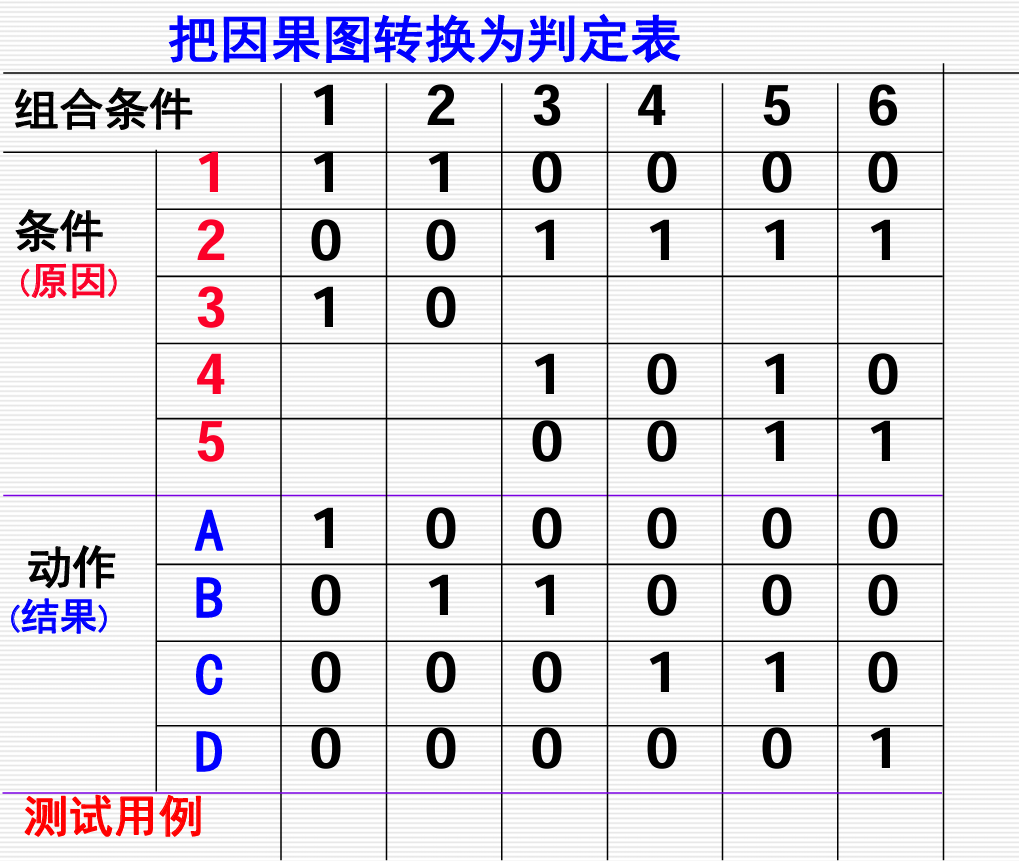 把因果图转换为判定表
组合条件 1 2 3 4 5 6
条件
(原因)
1 1 1 0 0 0 0
2 0 0 1 1 1 1
3 1 0
4 1 0 1 0
5 0 0 1 1
动作
(结果)
A 1 0 0 0 0 0
B 0 1 1 0 0 0
C 0 0 0 1 1 0
D 0 0 0 0 0 1
测试用例